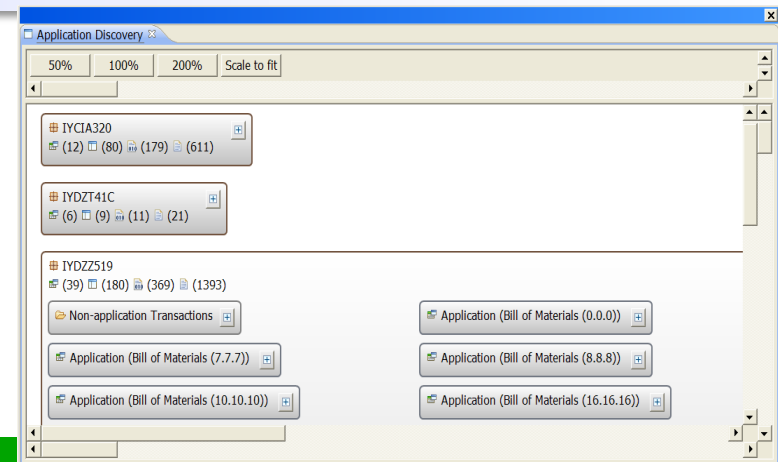 Application Discovery
50% 100% 200% Scale to fit
IYCIA320
(12) (80) (179) (611)
IYDZT41C
(6) (9) (11) (21)
IYDZZ519
(39) (180) (369) (1393)
Non-application Transactions Application (Bill of Materials (0.0.0))
Application (Bill of Materials (7.7.7)) Application (Bill of Materials (8.8.8))
Application (Bill of Materials (10.10.10)) Application (Bill of Materials (16.16.16))